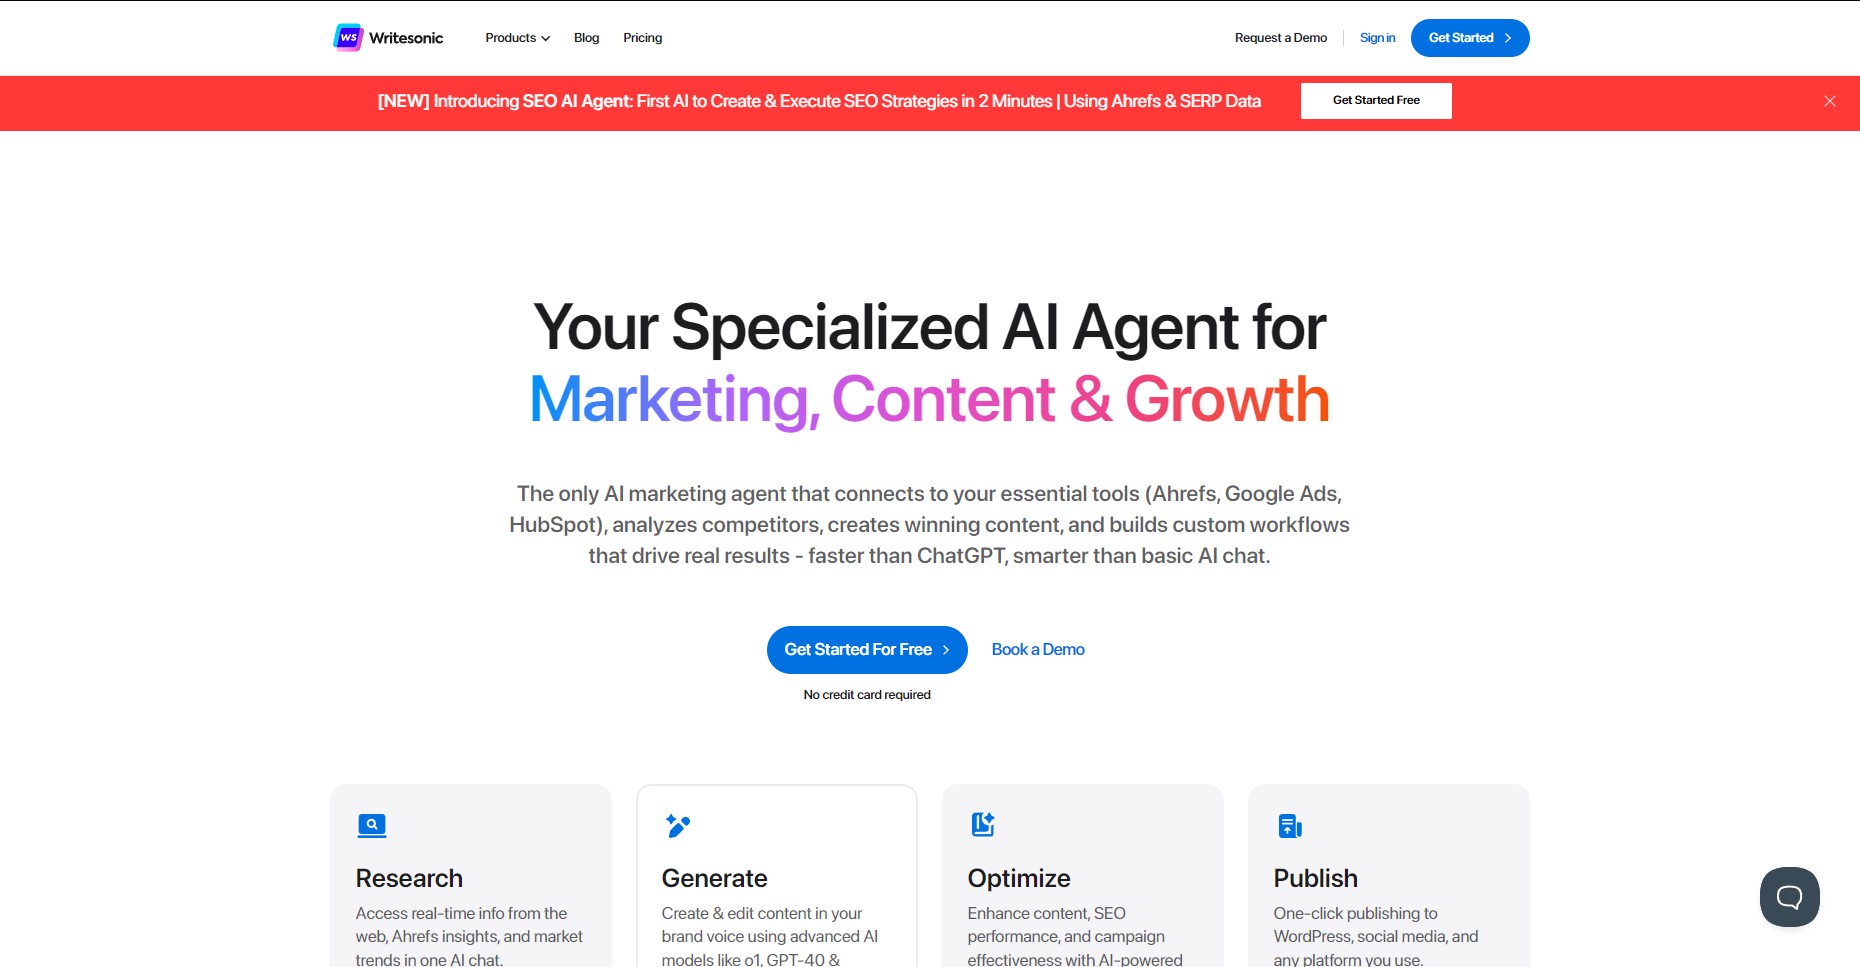 WS Writesonic
Products
Blog
Pricing
Request a Demo
Sign in
Get Started
[NEW] Introducing SEO AI Agent: First AI to Create & Execute SEO Strategies in 2 Minutes | Using Ahrefs & SERP Data
Get Started Free
Your Specialized AI Agent for
Marketing, Content & Growth
The only AI marketing agent that connects to your essential tools (Ahrefs, Google Ads,
HubSpot), analyzes competitors, creates winning content, and builds custom workflows
that drive real results - faster than ChatGPT, smarter than basic AI chat.
Get Started For Free
Book a Demo
No credit card required
Research
Access real-time info from the
web, Ahrefs insights, and market
trends in one AI chat.
Generate
Create & edit content in your
brand voice using advanced AI
models like o1, GPT-4O &
Optimize
Enhance content, SEO
performance, and campaign
effectiveness with AI-powered
Publish
One-click publishing to
WordPress, social media, and
any platform you use.